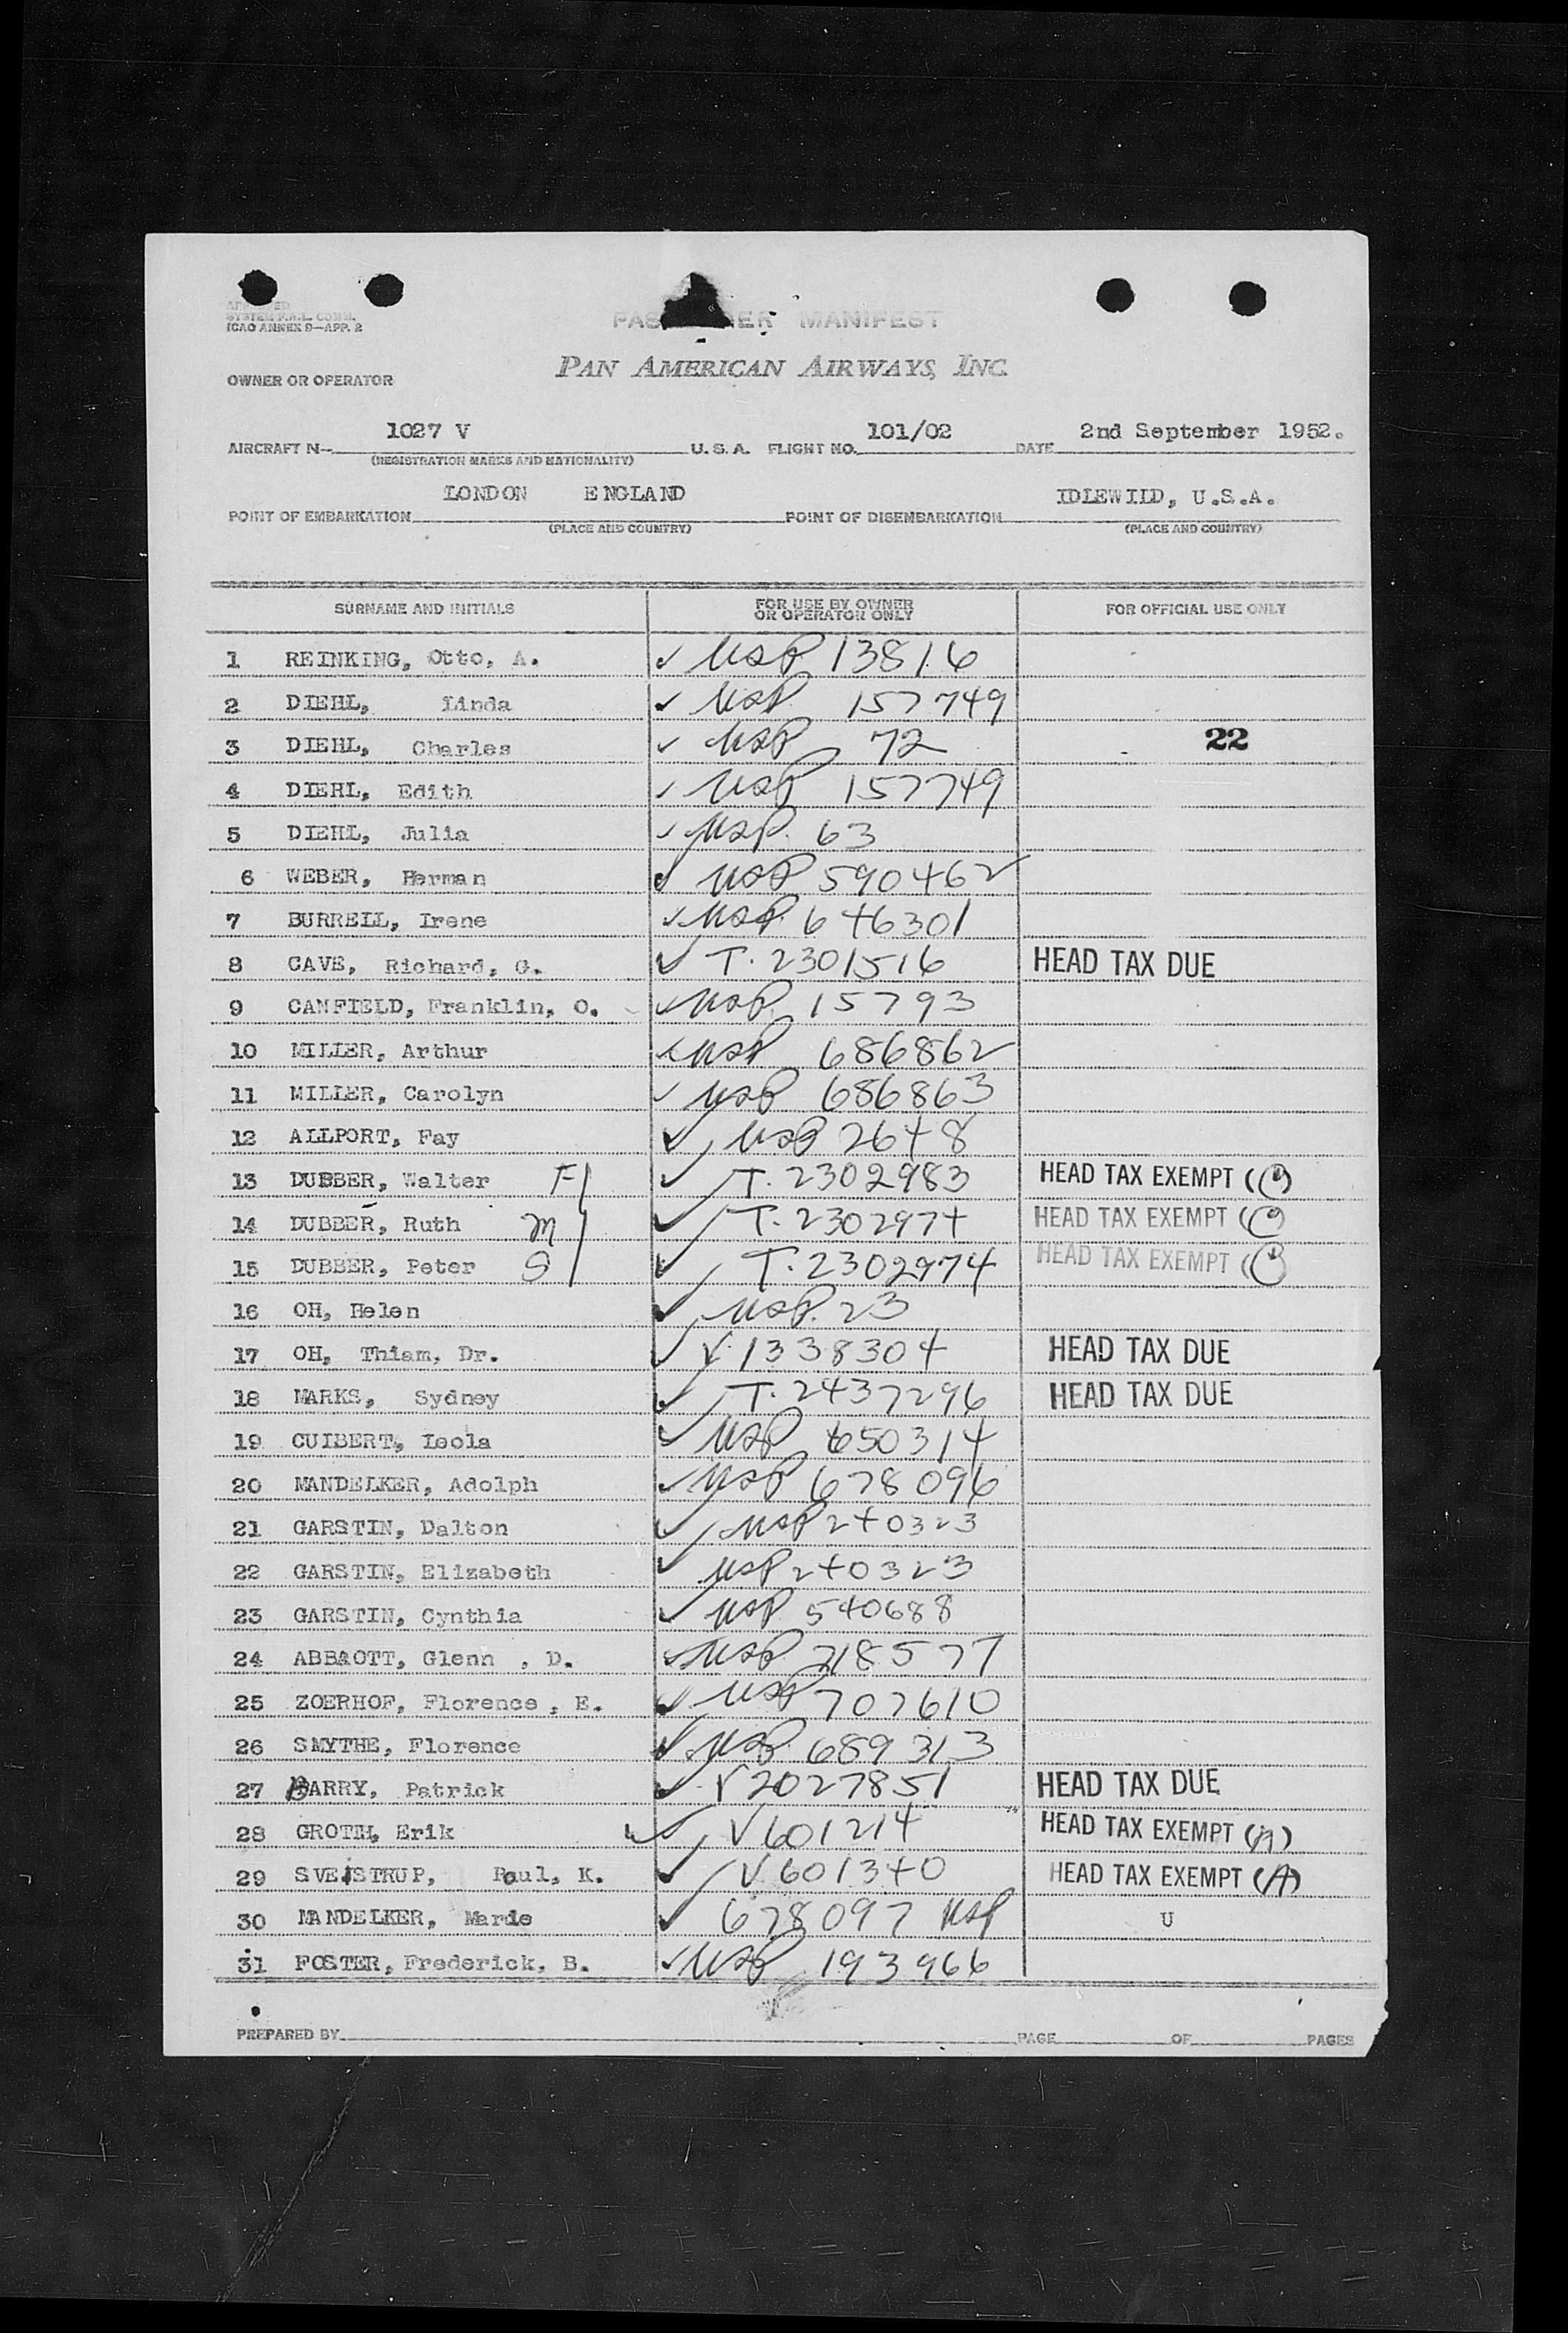 APPROVED
SYSTEM F.A.L. COMM.
ICAO ANNEX 9—APP. 2
MANIFEST
OWNER OR OPERATOR
PAN AMERICAN AIRWAYS, INC.
AIRCRAFT N- 1027 V U. S. A. FLIGHT NO. 101/02 DATE 2nd September 1952.
(REGISTRATION MARKS AND NATIONALITY)
POINT OF EMBARKATION LONDON ENGLAND POINT OF DISEMBARKATION IDLEWILD, U.S.A.
(PLACE AND COUNTRY) (PLACE AND COUNTRY)
SURNAME AND INITIALS FOR USE BY OWNER OR OPERATOR ONLY FOR OFFICIAL USE ONLY
1 REINKING, Otto, A. ✓ USP 13816
2 DIEHL, Linda ✓ USP 157749
3 DIEHL, Charles ✓ USP 72 22
4 DIEHL, Edith ✓ USP 157749
5 DIEHL, Julia ✓ USP. 63
6 WEBER, Herman ✓ USP 590462
7 BURRELL, Irene ✓ USP. 646301
8 CAVE, Richard, G. ✓ T. 2301516 HEAD TAX DUE
9 CANFIELD, Franklin, O. ✓ USP. 15793
10 MILLER, Arthur ✓ USP 686862
11 MILLER, Carolyn ✓ USP 686863
12 ALLPORT, Fay ✓ USP 2648
13 DUBBER, Walter F ✓ T. 2302983 HEAD TAX EXEMPT
14 DUBBER, Ruth M ✓ T. 2302974 HEAD TAX EXEMPT
15 DUBBER, Peter S ✓ T. 2302974 HEAD TAX EXEMPT
16 OH, Helen ✓ USP. 23
17 OH, Thiam, Dr. ✓ V. 1338304 HEAD TAX DUE
18 MARKS, Sydney ✓ T. 2437296 HEAD TAX DUE
19 CUIBERT, Leola ✓ USP 650314
20 MANDELKER, Adolph ✓ USP 678096
21 GARSTIN, Dalton ✓ USP 240323
22 GARSTIN, Elizabeth ✓ USP 240323
23 GARSTIN, Cynthia ✓ USP 540688
24 ABBAOTT, Glenn , D. ✓ USP 218577
25 ZOERHOF, Florence , E. ✓ USP 707610
26 SMYTHE, Florence ✓ USP 689313
27 BARRY, Patrick ✓ V 2027851 HEAD TAX DUE
28 GROTH, Erik ✓ V 601214 HEAD TAX EXEMPT (A)
29 SVEISTRUP, Poul, K. ✓ V 601340 HEAD TAX EXEMPT (A)
30 MANDELKER, Marie ✓ 678097 USP U
31 FOSTER, Frederick, B. ✓ USP 193966
PREPARED BY PAGE OF PAGES